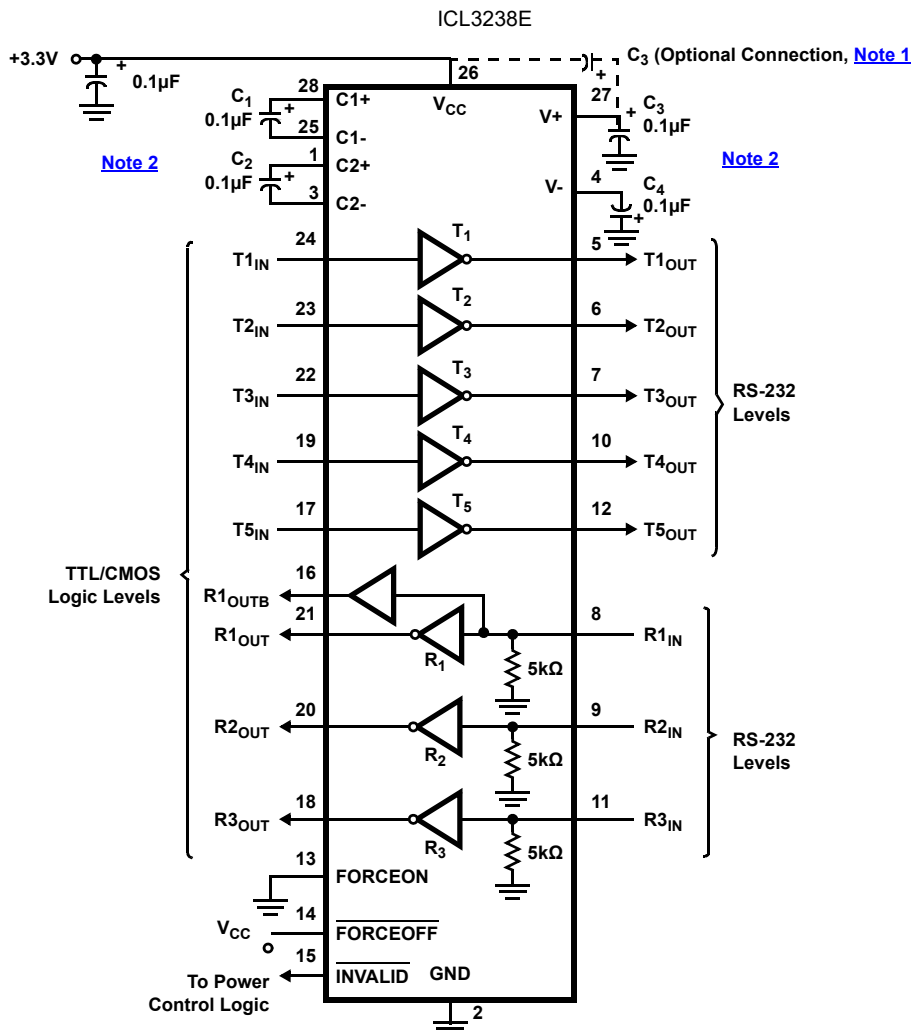 ICL3238E
+3.3V
+
0.1µF
26
+
C3 (Optional Connection, Note 1
27
28
C1+
VCC
V+
C1
0.1µF
+
25
C1-
+
C3
0.1µF
Note 2
1
C2+
Note 2
C2
0.1µF
+
3
C2-
4
V-
C4
0.1µF
+
T1IN
24
T1
5
T1OUT
T2IN
23
T2
6
T2OUT
T3IN
22
T3
7
T3OUT
RS-232
Levels
T4IN
19
T4
10
T4OUT
T5IN
17
T5
12
T5OUT
TTL/CMOS
Logic Levels
R1OUTB
16
R1OUT
21
R1
5kΩ
8
R1IN
R2OUT
20
R2
5kΩ
9
R2IN
RS-232
Levels
R3OUT
18
R3
5kΩ
11
R3IN
13
FORCEON
VCC
14
FORCEOFF
15
INVALID
GND
To Power
Control Logic
2